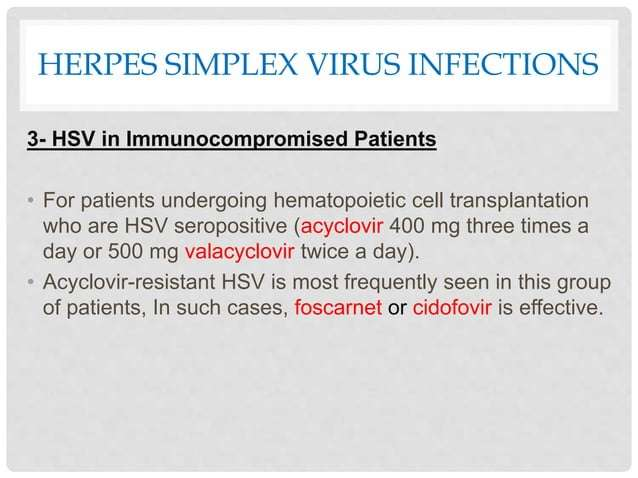 HERPES SIMPLEX VIRUS INFECTIONS
3- HSV in Immunocompromised Patients
• For patients undergoing hematopoietic cell transplantation
who are HSV seropositive (acyclovir 400 mg three times a
day or 500 mg valacyclovir twice a day).
• Acyclovir-resistant HSV is most frequently seen in this group
of patients, In such cases, foscarnet or cidofovir is effective.